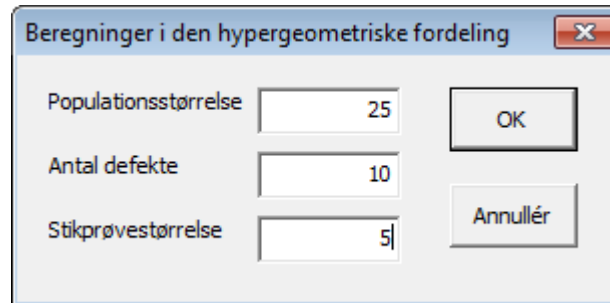 Beregninger i den hypergeometriske fordeling
Populationsstørrelse 25
OK
Antal defekte 10
Stikprøvestørrelse 5
Annullér